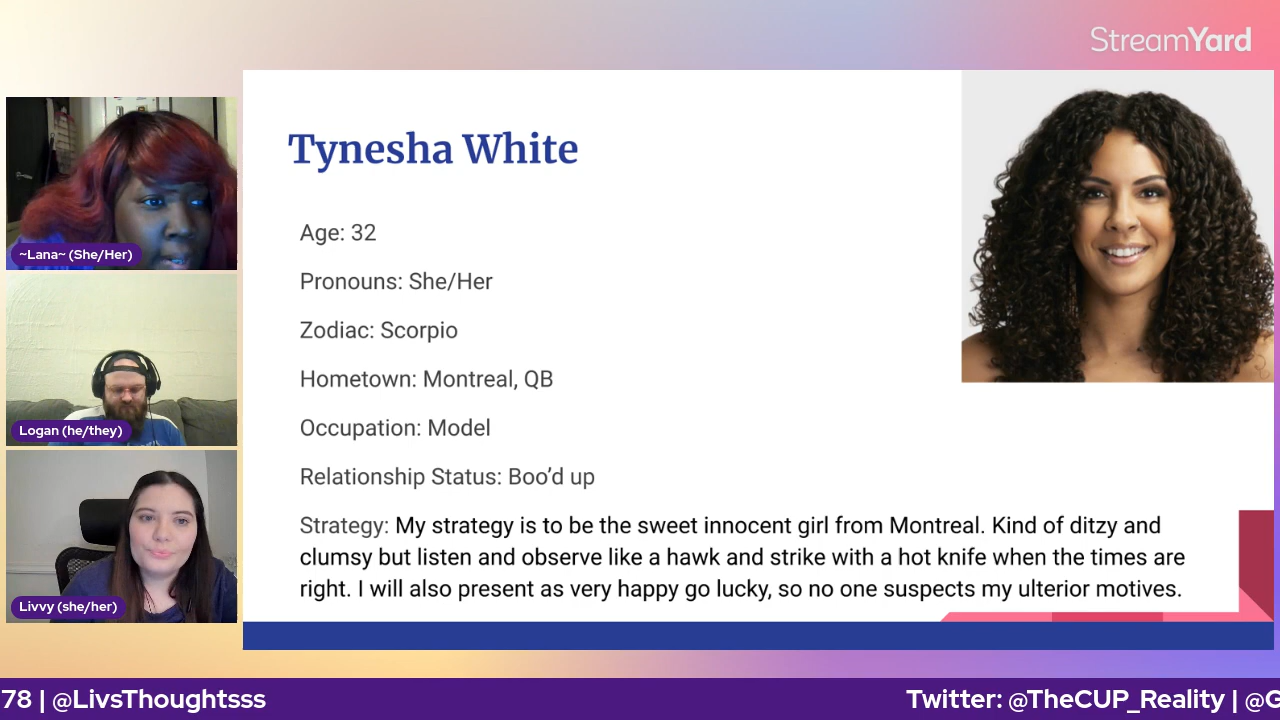 StreamYard
Tynesha White
Age: 32
Pronouns: She/Her
Zodiac: Scorpio
Hometown: Montreal, QB
Occupation: Model
Relationship Status: Boo’d up
Strategy: My strategy is to be the sweet innocent girl from Montreal. Kind of ditzy and
clumsy but listen and observe like a hawk and strike with a hot knife when the times are
right. I will also present as very happy go lucky, so no one suspects my ulterior motives.
~Lana~ (She/Her)
Logan (he/they)
Livvy (she/her)
78 | @LivsThoughtsss
Twitter: @TheCUP_Reality | @G